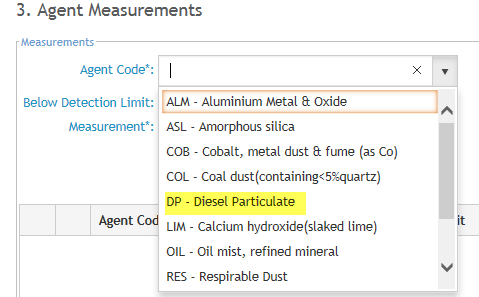 3. Agent Measurements
Measurements
Agent Code*:
Below Detection Limit:
Measurement*:
ALM - Aluminium Metal & Oxide
ASL - Amorphous silica
COB - Cobalt, metal dust & fume (as Co)
COL - Coal dust(containing<5%quartz)
DP - Diesel Particulate
LIM - Calcium hydroxide(slaked lime)
OIL - Oil mist, refined mineral
RES - Respirable Dust
Agent Cod
it